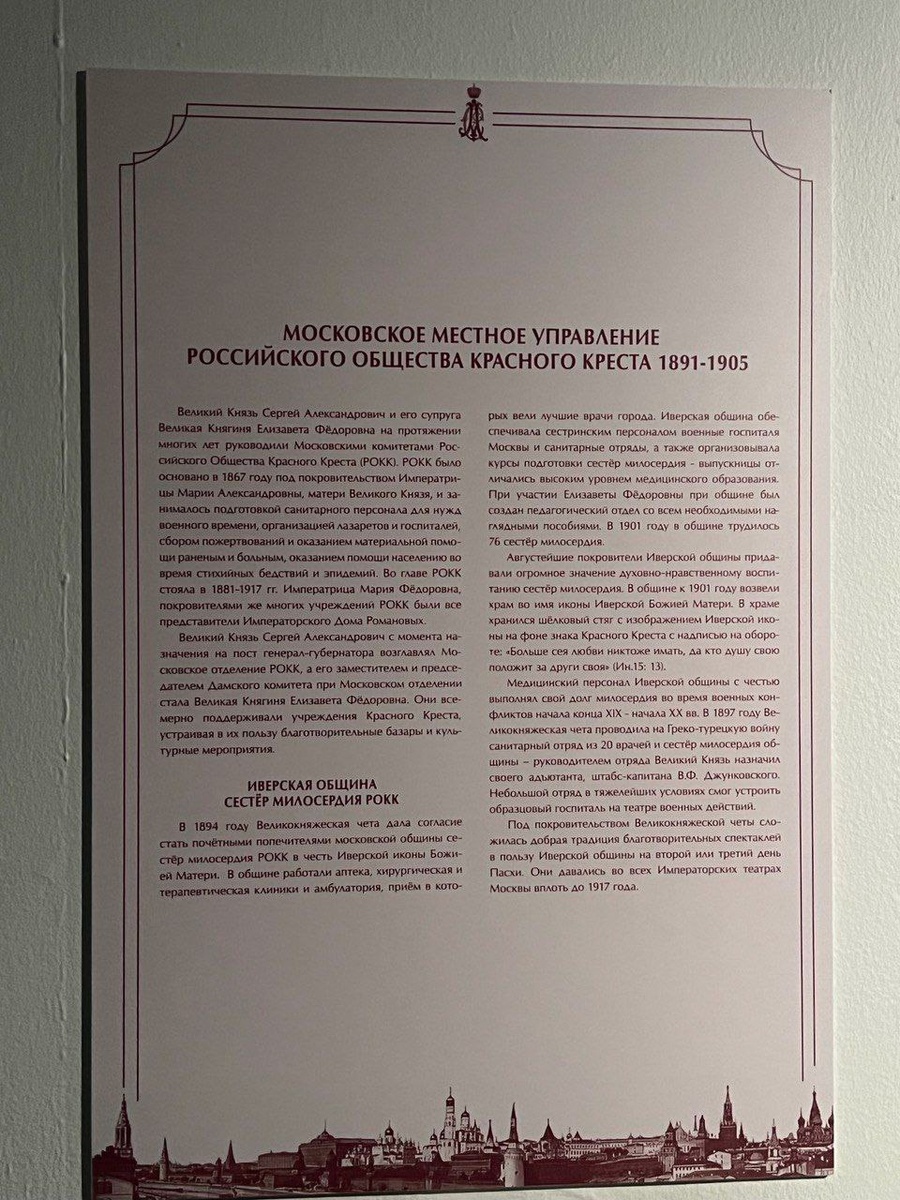 МОСКОВСКОЕ МЕСТНОЕ УПРАВЛЕНИЕ
РОССИЙСКОГО ОБЩЕСТВА КРАСНОГО КРЕСТА 1891-1905
Великий Князь Сергей Александрович и его супруга
Великая Княгиня Елизавета Фёдоровна на протяжении
многих лет руководили Московскими комитетами Рос-
сийского Общества Красного Креста (РОКК). РОКК было
основано в 1867 году под покровительством Императри-
цы Марии Александровны, матери Великого Князя, и за-
нималось подготовкой санитарного персонала для нужд
военного времени, организацией лазаретов и госпиталей,
сбором пожертвований и оказанием материальной помо-
щи раненым и больным, оказанием помощи населению во
время стихийных бедствий и эпидемий. Во главе РОКК
стояла в 1881-1917 гг. Императрица Мария Фёдоровна,
покровителями же многих учреждений РОКК были все
представители Императорского Дома Романовых.
Великий Князь Сергей Александрович с момента на-
значения на пост генерал-губернатора возглавлял Мо-
сковское отделение РОКК, а его заместителем и предсе-
дателем Дамского комитета при Московском отделении
стала Великая Княгиня Елизавета Фёдоровна. Они все-
мерно поддерживали учреждения Красного Креста,
устраивая в их пользу благотворительные базары и куль-
турные мероприятия.
ИВЕРСКАЯ ОБЩИНА
СЕСТЁР МИЛОСЕРДИЯ РОКК
В 1894 году Великокняжеская чета дала согласие
стать почётными попечителями московской общины се-
стёр милосердия РОКК в честь Иверской иконы Божи-
ей Матери. В общине работали аптека, хирургическая и
терапевтическая клиники и амбулатория, приём в кото-
рых вели лучшие врачи города. Иверская община обе-
спечивала сестринским персоналом военные госпиталя
Москвы и санитарные отряды, а также организовывала
курсы подготовки сестёр милосердия - выпускницы от-
личались высоким уровнем медицинского образования.
При участии Елизаветы Фёдоровны при общине был
создан педагогический отдел со всем необходимыми на-
глядными пособиями. В 1901 году в общине трудилось
76 сестёр милосердия.
Августейшие покровители Иверской общины прида-
вали огромное значение духовно-нравственному воспи-
танию сестёр милосердия. В общине к 1901 году возвели
храм во имя иконы Иверской Божией Матери. В храме
хранился шёлковый стяг с изображением Иверской ико-
ны на фоне знака Красного Креста с надписью на оборо-
те: «Больше сея любви никтоже имать, да кто душу свою
положит за други своя» (Ин.15: 13).
Медицинский персонал Иверской общины с честью
выполнял свой долг милосердия во время военных кон-
фликтов начала конца XIX - начала XX вв. В 1897 году Ве-
ликокняжеская чета проводила на Греко-турецкую войну
санитарный отряд из 20 врачей и сестёр милосердия об-
щины – руководителем отряда Великий Князь назначил
своего адъютанта, штабс-капитана В.Ф. Джунковского.
Небольшой отряд в тяжелейших условиях смог устроить
образцовый госпиталь на театре военных действий.
Под покровительством Великокняжеской четы сло-
жилась добрая традиция благотворительных спектаклей
в пользу Иверской общины на второй или третий день
Пасхи. Они давались во всех Императорских театрах
Москвы вплоть до 1917 года.